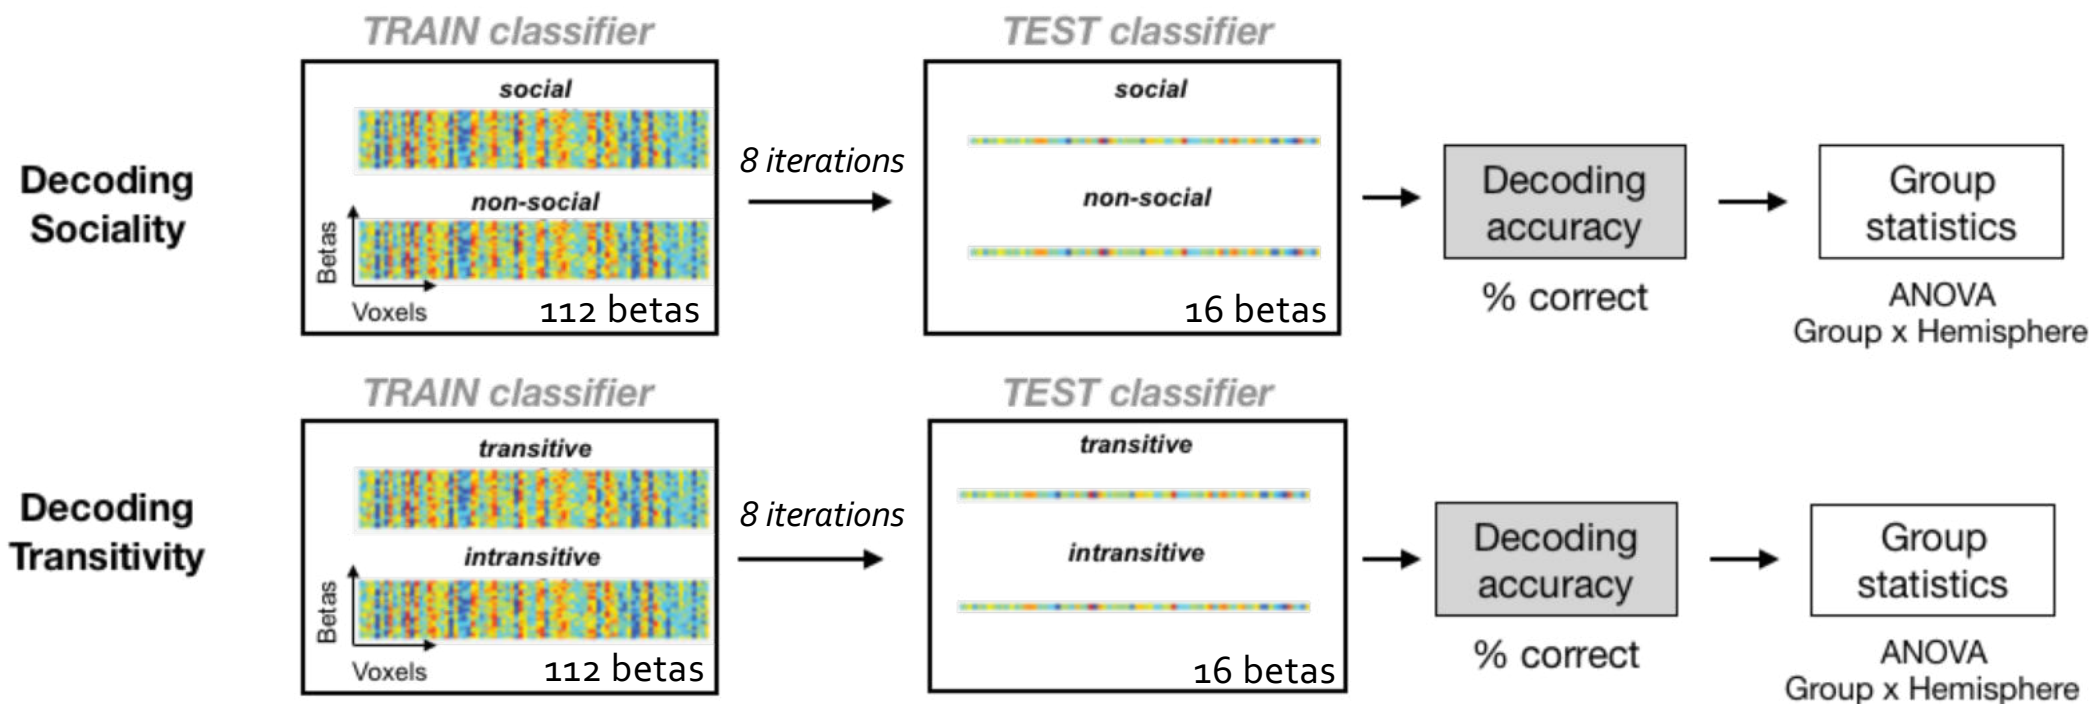 TRAIN classifier
TEST classifier
Decoding
Sociality
social
non-social
Betas
Voxels
112 betas
8 iterations
social
non-social
16 betas
Decoding
accuracy
% correct
Group
statistics
ANOVA
Group x Hemisphere
TRAIN classifier
TEST classifier
Decoding
Transitivity
transitive
intransitive
Betas
Voxels
112 betas
8 iterations
transitive
intransitive
16 betas
Decoding
accuracy
% correct
Group
statistics
ANOVA
Group x Hemisphere